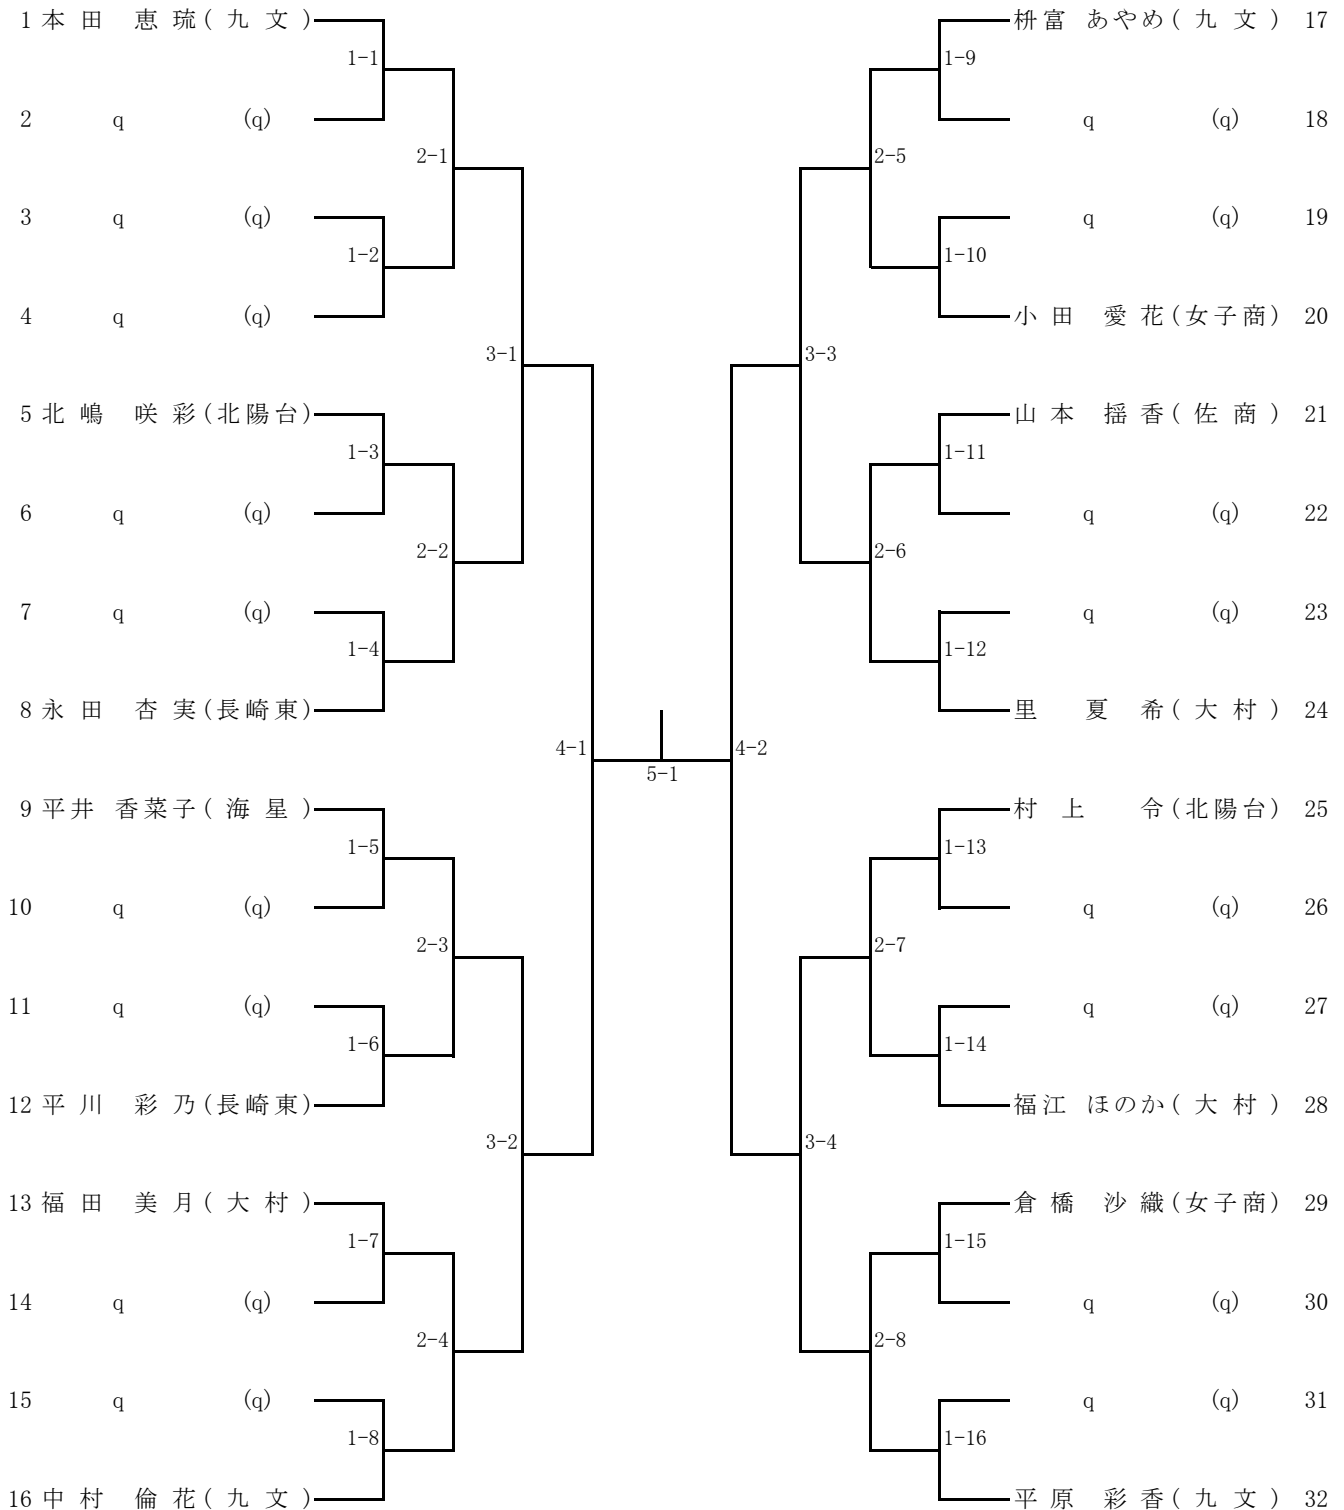 1 本田 恵琉(九文)
枡富 あやめ(九文) 17
1-1
1-9
2 q (q)
q (q) 18
2-1
2-5
3 q (q)
q (q) 19
1-2
1-10
4 q (q)
小田 愛花(女子商) 20
3-1
3-3
5 北嶋 咲彩(北陽台)
山本 揺香(佐商) 21
1-3
1-11
6 q (q)
q (q) 22
2-2
2-6
7 q (q)
q (q) 23
1-4
1-12
8 永田 杏実(長崎東)
里 夏希(大村) 24
4-1
4-2
5-1
9 平井 香菜子(海星)
村上 令(北陽台) 25
1-5
1-13
10 q (q)
q (q) 26
2-3
2-7
11 q (q)
q (q) 27
1-6
1-14
12 平川 彩乃(長崎東)
福江 ほのか(大村) 28
3-2
3-4
13 福田 美月(大村)
倉橋 沙織(女子商) 29
1-7
1-15
14 q (q)
q (q) 30
2-4
2-8
15 q (q)
q (q) 31
1-8
1-16
16 中村 倫花(九文)
平原 彩香(九文) 32